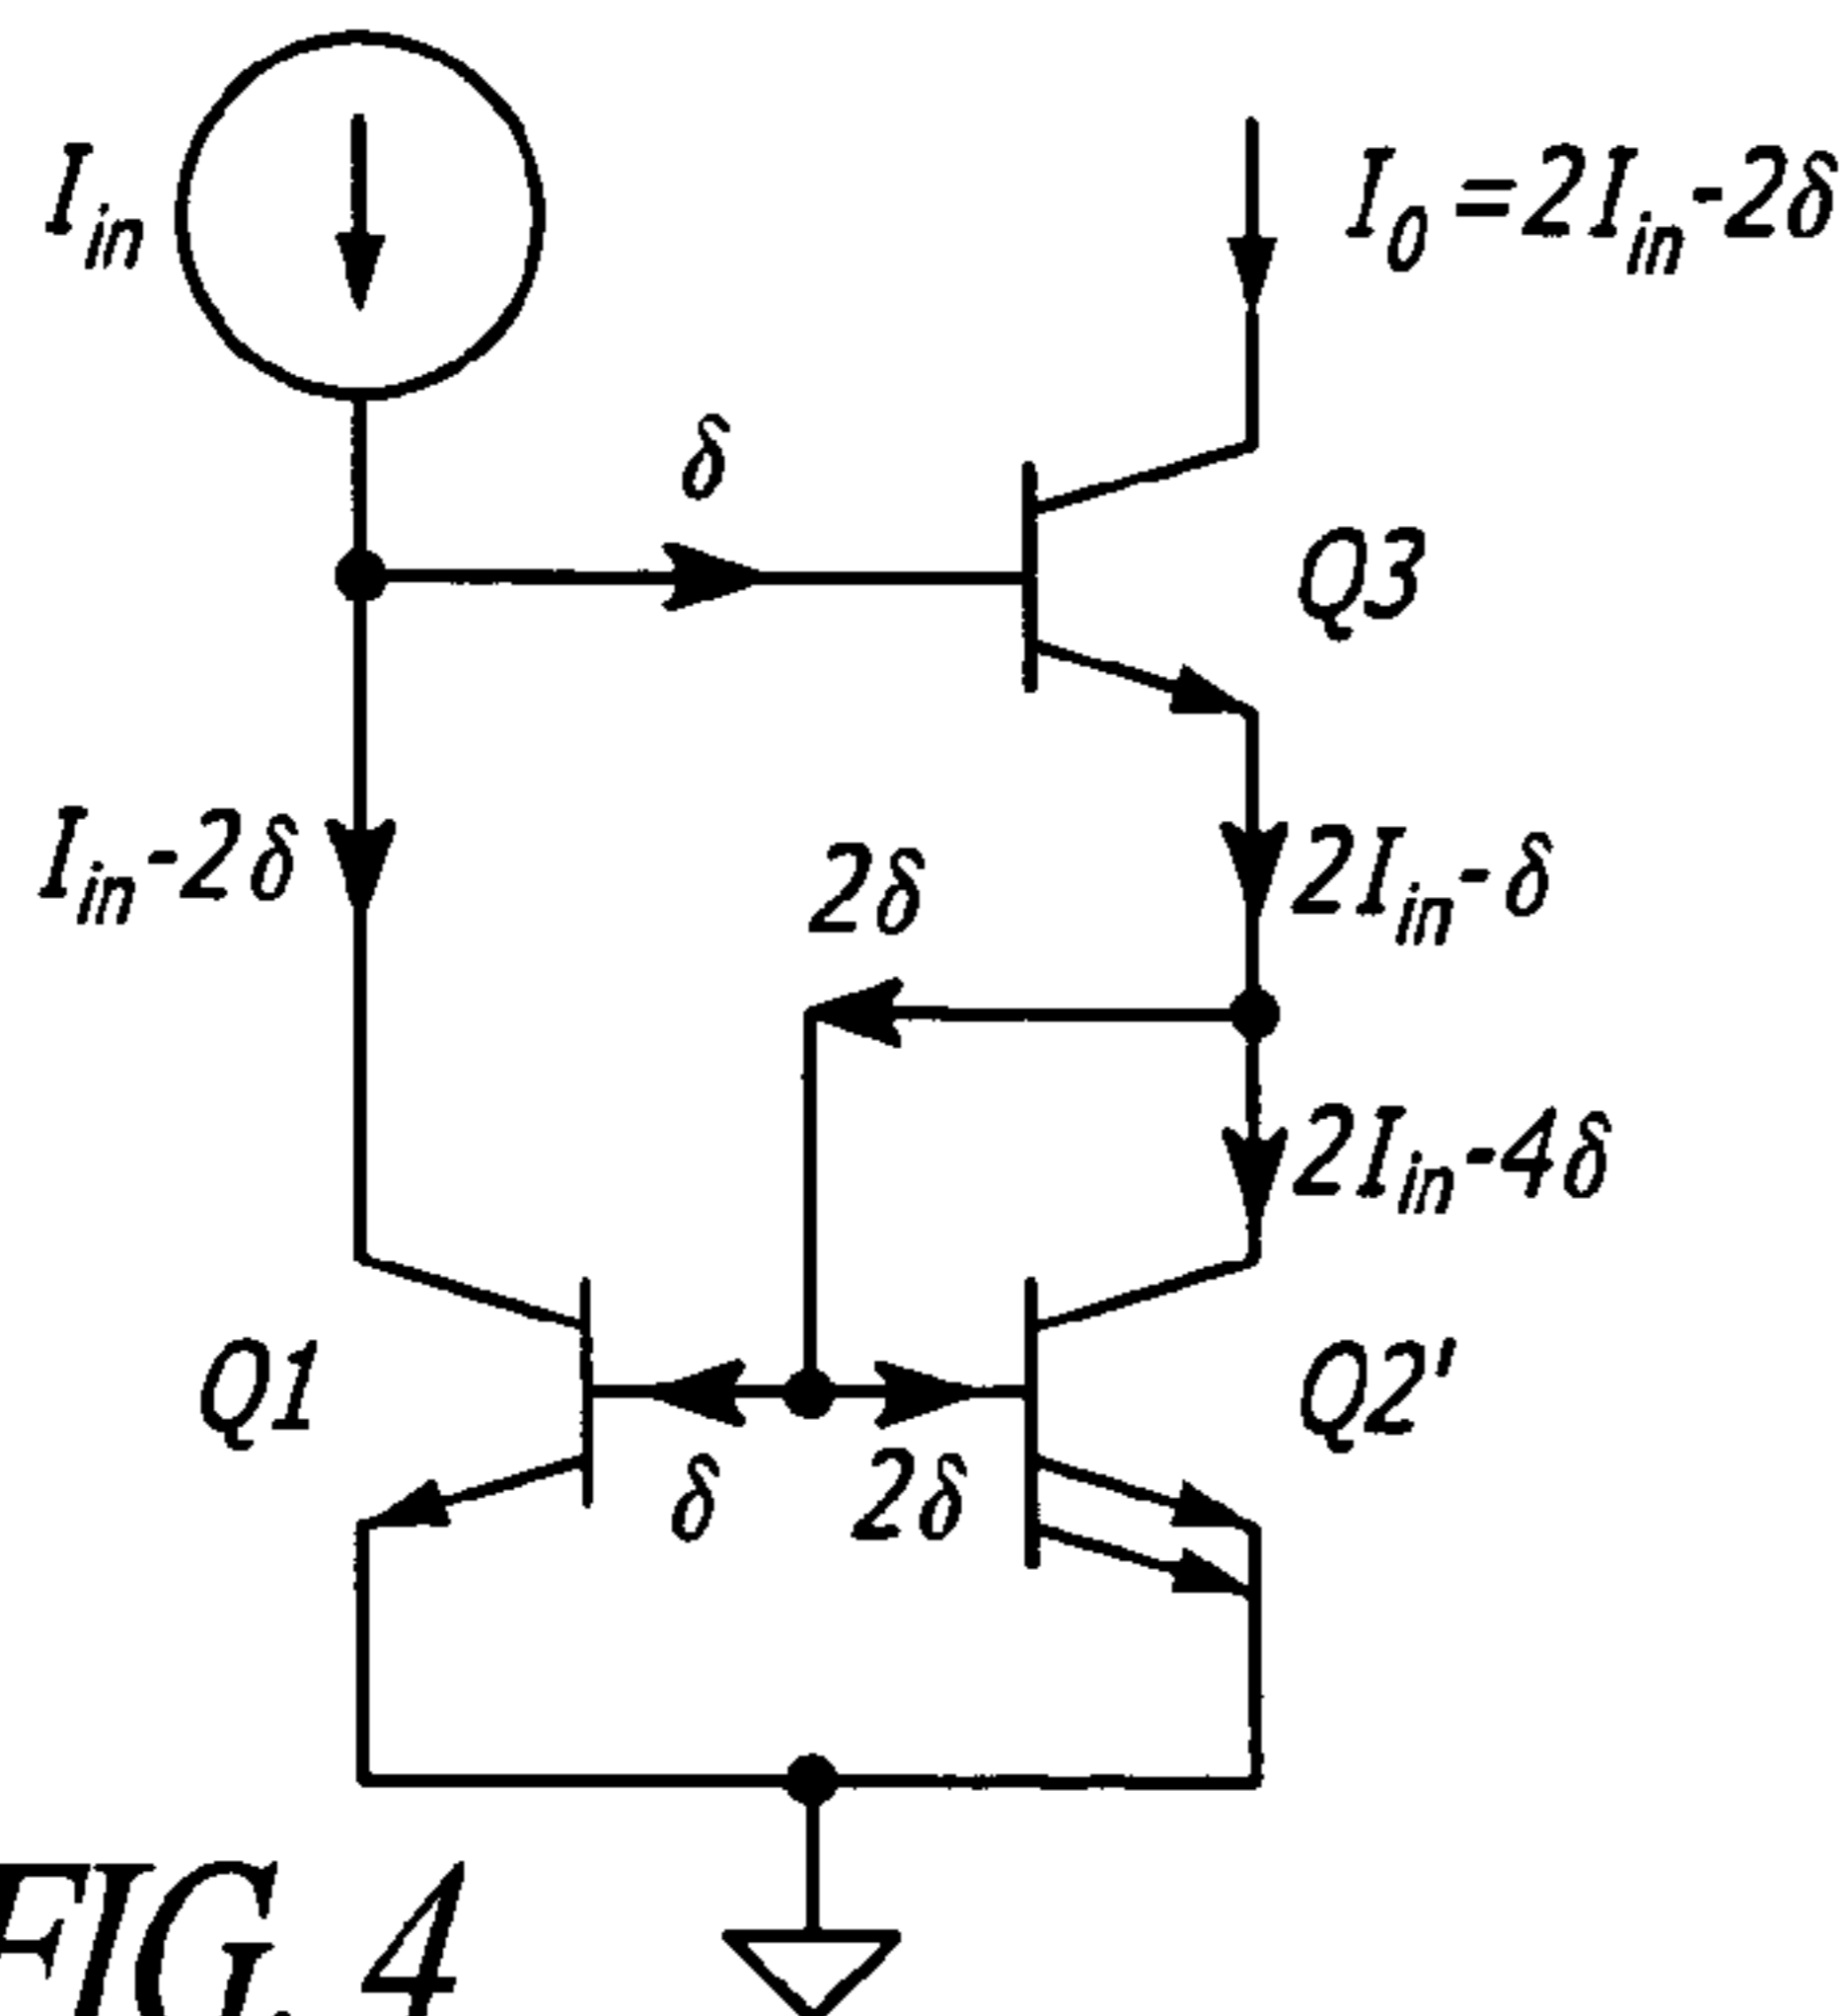 I_in
I_0=2I_in-2δ
δ
Q3
I_in-2δ
2δ
2I_in-δ
2I_in-4δ
Q1
Q2'
δ
2δ
FIG. 4